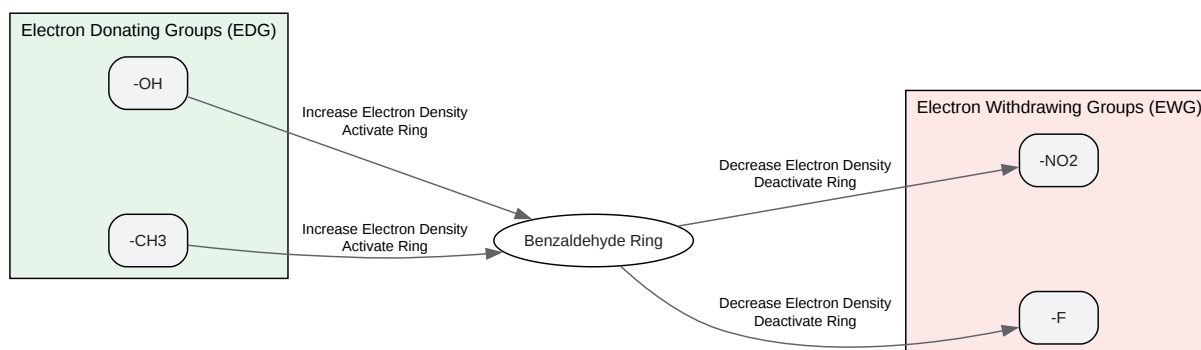 Electron Donating Groups (EDG)
-OH
Increase Electron Density
Activate Ring
-CH3
Increase Electron Density
Activate Ring
Benzaldehyde Ring
Electron Withdrawing Groups (EWG)
Decrease Electron Density
Deactivate Ring
-NO2
Decrease Electron Density
Deactivate Ring
-F